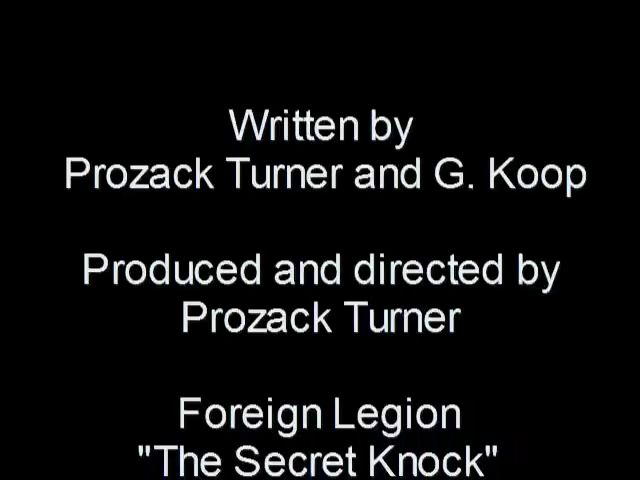 Written by
Prozack Turner and G. Koop
Produced and directed by
Prozack Turner
Foreign Legion
"The Secret Knock"